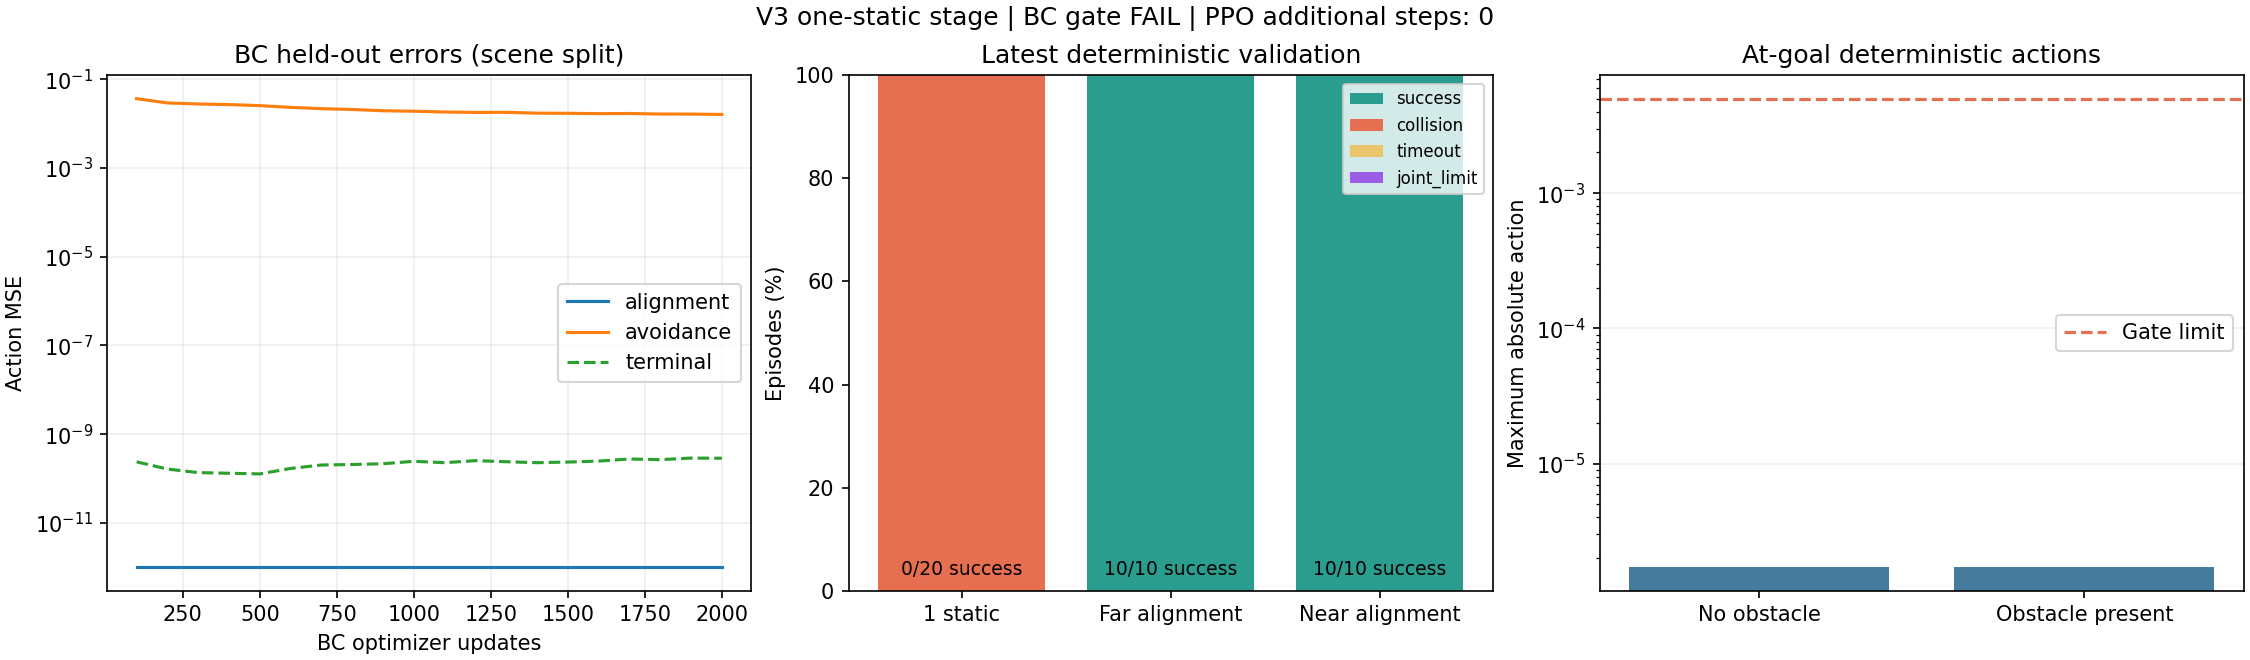 V3 one-static stage | BC gate FAIL | PPO additional steps: 0
BC held-out errors (scene split)
Action MSE
10⁻¹
10⁻³
10⁻⁵
10⁻⁷
10⁻⁹
10⁻¹¹
alignment
avoidance
terminal
250 500 750 1000 1250 1500 1750 2000
BC optimizer updates
Latest deterministic validation
Episodes (%)
100
80
60
40
20
0
success
collision
timeout
joint_limit
0/20 success 10/10 success 10/10 success
1 static Far alignment Near alignment
At-goal deterministic actions
Maximum absolute action
10⁻³
10⁻⁴
10⁻⁵
Gate limit
No obstacle Obstacle present